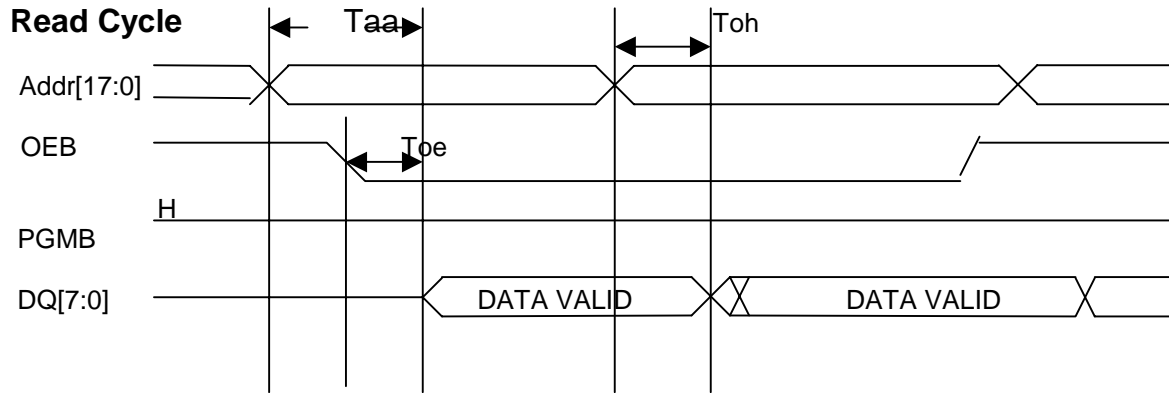 Read Cycle
Taa
Toh
Addr[17:0]
OEB
Toe
H
PGMB
DQ[7:0]
DATA VALID
DATA VALID